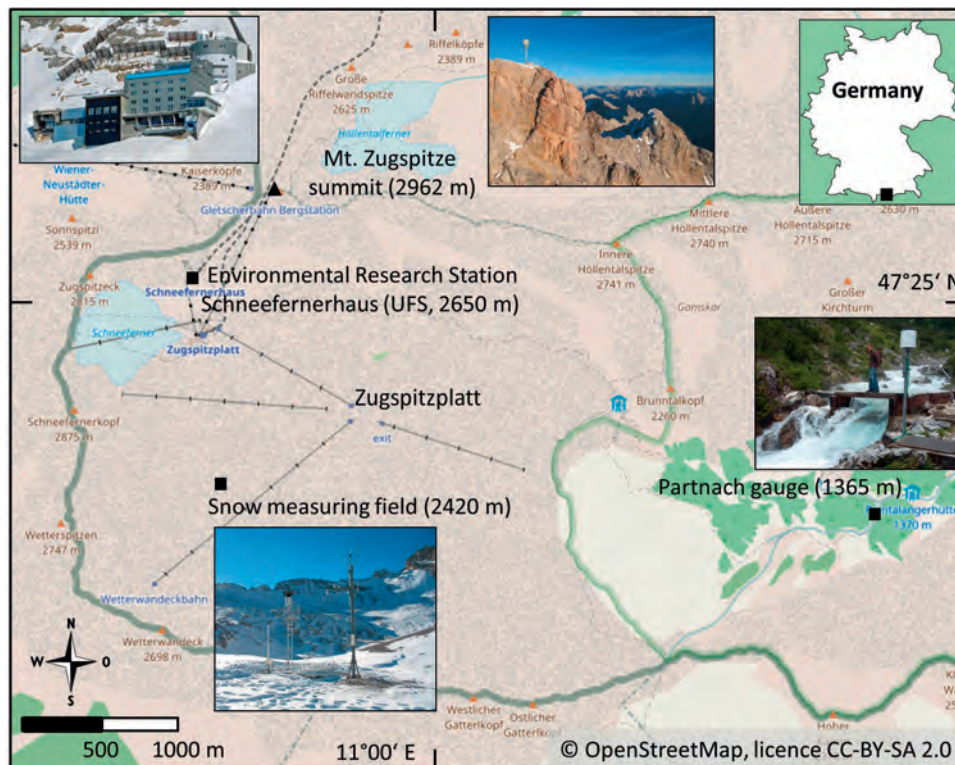 Riffelköpfe
2389 m
Große
Riffelwandspitze
2625 m
Höllentalferner
Germany
Mt. Zugspitze
summit (2962 m)
Wiener-
Neustädter-
Hütte
Kaiserköpfe
2389 m
Gletscherbahn Bergstation
Sonnspitzl
2539 m
Mittlere
Höllentalspitze
2740 m
Äußere
Höllentalspitze
2715 m
2630 m
Innere
Höllentalspitze
2741 m
Zugspitzeck
2815 m
Environmental Research Station
Schneefernerhaus
Schneefernerhaus (UFS, 2650 m)
Großer
Kirchturm
47°25‘ N
Gamskar
Schneeferner
Zugspitzplatt
Zugspitzplatt
Brunntalkopf
2260 m
Schneefernerkopf
2875 m
exit
Partnach gauge (1365 m)
1370 m
Snow measuring field (2420 m)
Wetterspitzen
2747 m
Wetterwandeckbahn
Wetterwandeck
2698 m
N
W O
S
Westlicher
Gatterlkopf
Östlicher
Hoher
500 1000 m
11°00‘ E
© OpenStreetMap, licence CC-BY-SA 2.0